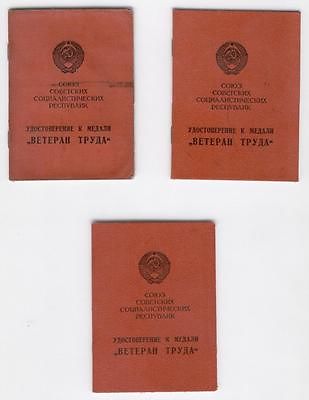 СОЮЗ
СОВЕТСКИХ
СОЦИАЛИСТИЧЕСКИХ
РЕСПУБЛИК
УДОСТОВЕРЕНИЕ К МЕДАЛИ
„ВЕТЕРАН ТРУДА“
СОЮЗ
СОВЕТСКИХ
СОЦИАЛИСТИЧЕСКИХ
РЕСПУБЛИК
УДОСТОВЕРЕНИЕ К МЕДАЛИ
„ВЕТЕРАН ТРУДА“
СОЮЗ
СОВЕТСКИХ
СОЦИАЛИСТИЧЕСКИХ
РЕСПУБЛИК
УДОСТОВЕРЕНИЕ К МЕДАЛИ
„ВЕТЕРАН ТРУДА“